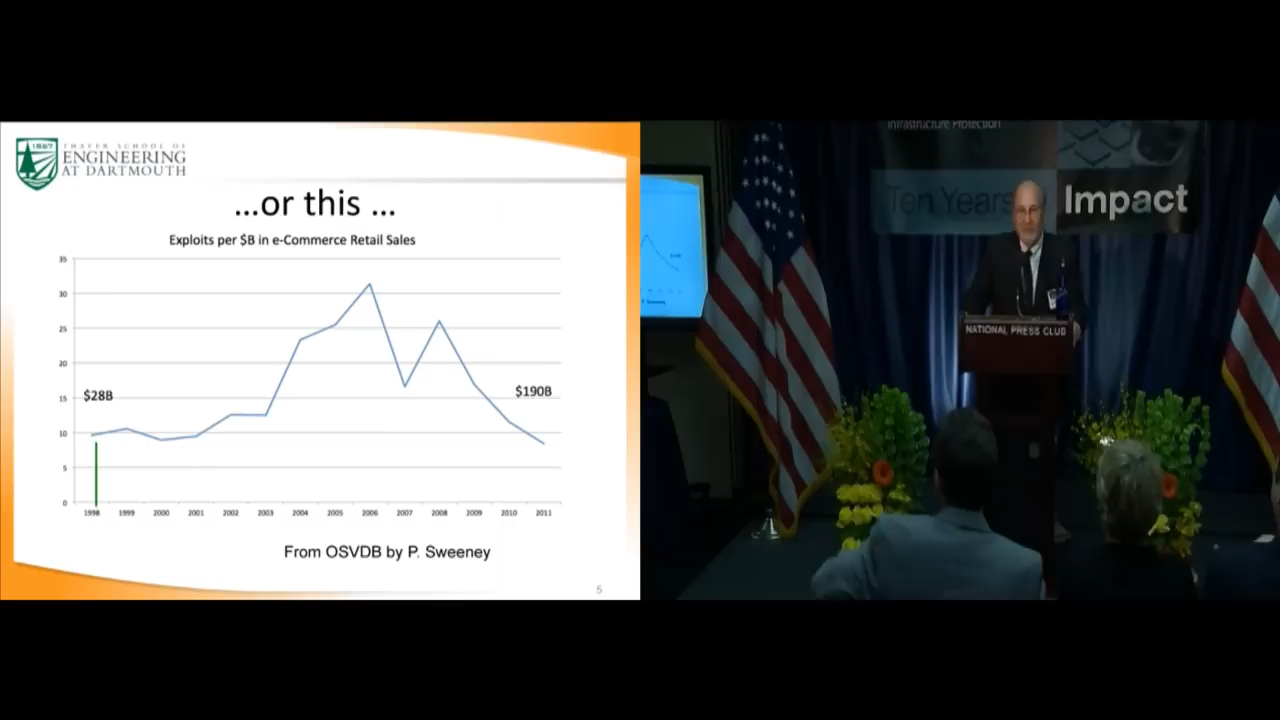 1867
THAYER SCHOOL OF
ENGINEERING
AT DARTMOUTH
...or this ...
Exploits per $B in e-Commerce Retail Sales
35
30
25
20
15
10
5
0
$28B
$190B
1998 1999 2000 2001 2002 2003 2004 2005 2006 2007 2008 2009 2010 2011
From OSVDB by P. Sweeney
5
Infrastructure Protection
Ten Years
Impact
NATIONAL PRESS CLUB
P. Sweeney